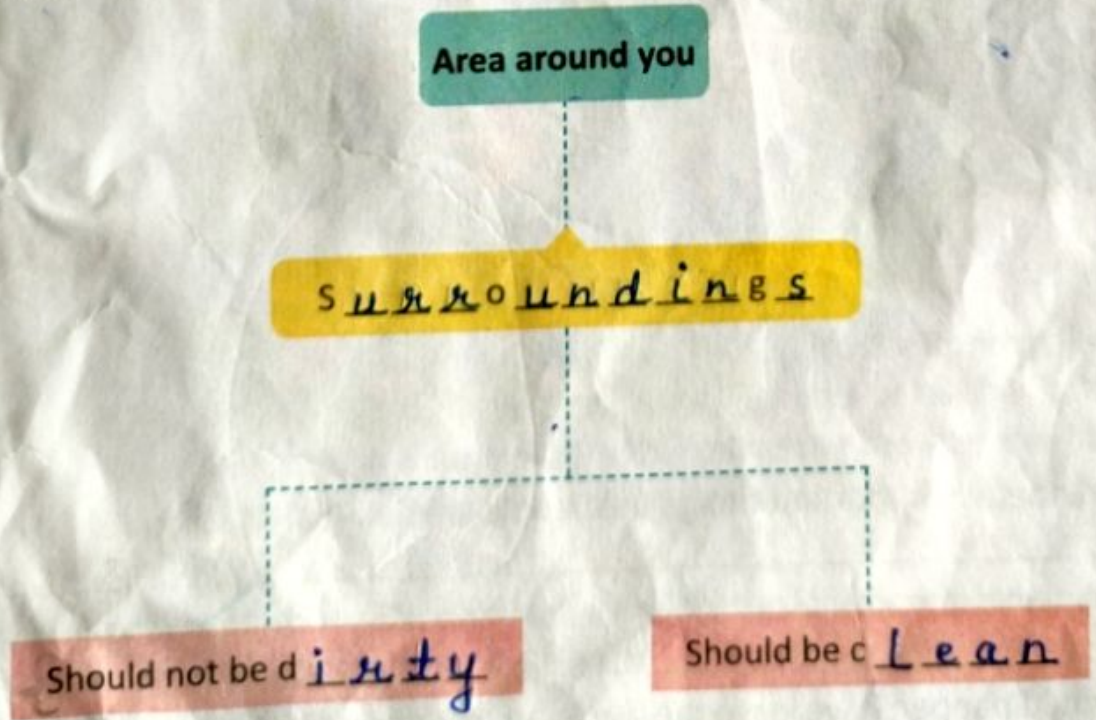 Area around you
Surroundings
Should not be dirty
Should be clean